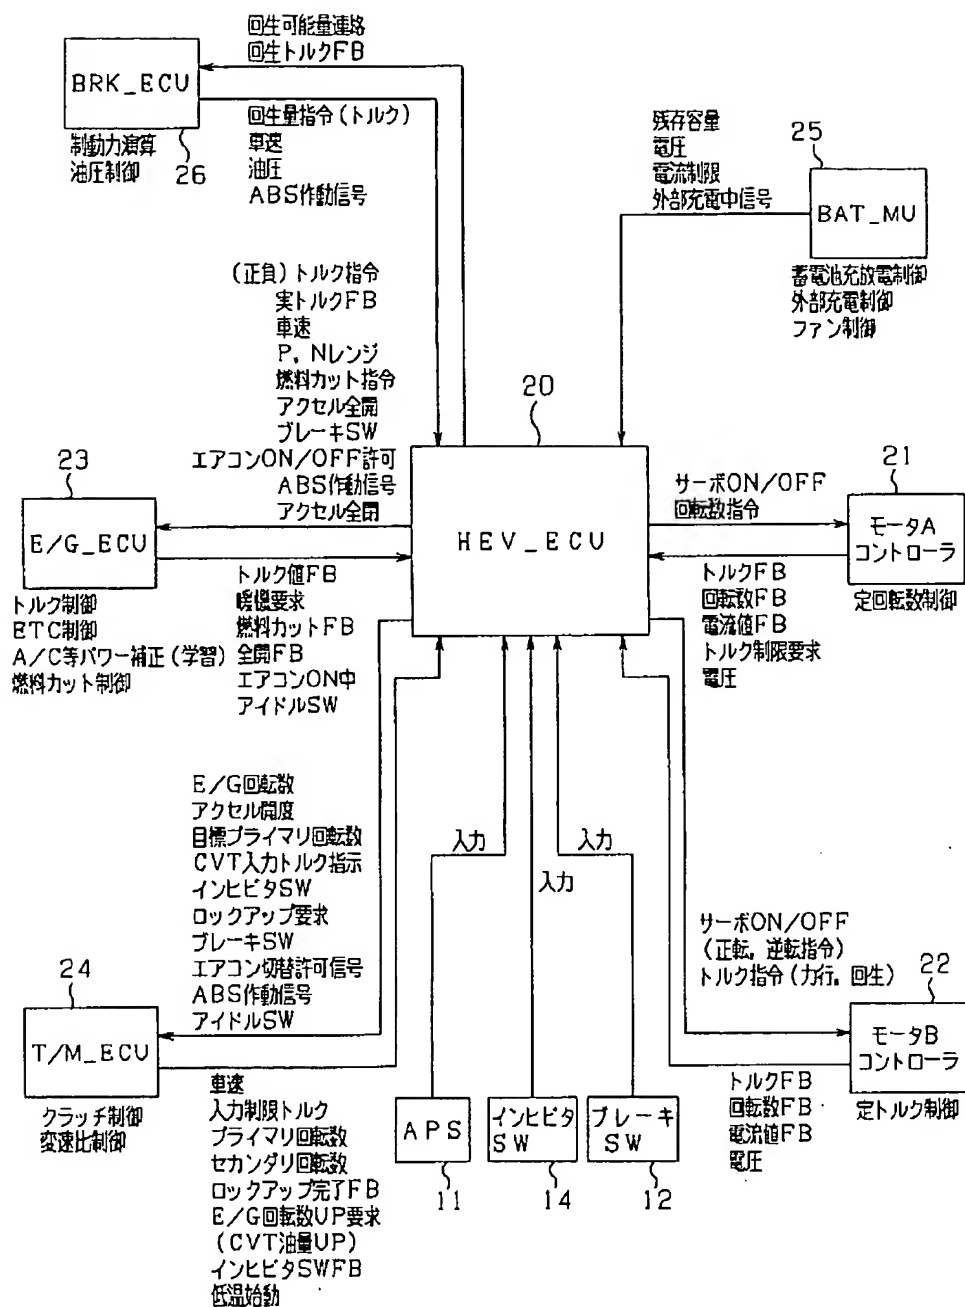 回生可能量連絡
回生トルクFB
BRK_ECU
制動力演算
油圧制御
26
回生量指令(トルク)
車速
油圧
ABS作動信号
残存容量
電圧
電流制限
外部充電中信号
25
BAT_MU
蓄電池充放電制御
外部充電制御
ファン制御
(正負)トルク指令
実トルクFB
車速
P, Nレンジ
燃料カット指令
アクセル全開
ブレーキSW
エアコンON/OFF許可
ABS作動信号
アクセル全閉
20
HEV_ECU
23
E/G_ECU
トルク制御
ETC制御
A/C等パワー補正(学習)
燃料カット制御
トルク値FB
暖機要求
燃料カットFB
全開FB
エアコンON中
アイドルSW
サーボON/OFF
回転数指令
21
モータA
コントローラ
定回転数制御
トルクFB
回転数FB
電流値FB
トルク制限要求
電圧
E/G回転数
アクセル開度
目標プライマリ回転数
CVT入力トルク指示
インヒビタSW
ロックアップ要求
ブレーキSW
エアコン切替許可信号
ABS作動信号
アイドルSW
24
T/M_ECU
クラッチ制御
変速比制御
車速
入力制限トルク
プライマリ回転数
セカンダリ回転数
ロックアップ完了FB
E/G回転数UP要求
(CVT油量UP)
インヒビタSWFB
低温始動
入力
入力
入力
APS
11
インヒビタ
SW
14
ブレーキ
SW
12
サーボON/OFF
(正転, 逆転指令)
トルク指令(力行, 回生)
22
モータB
コントローラ
定トルク制御
トルクFB
回転数FB
電流値FB
電圧